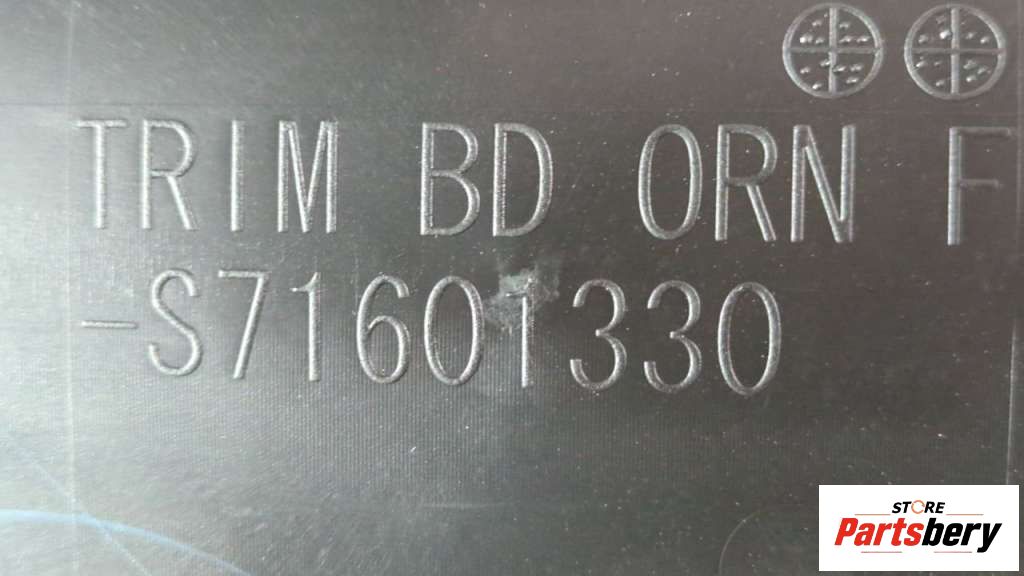 TRIM BD ORN F
-S71601330
STORE
Partsbery